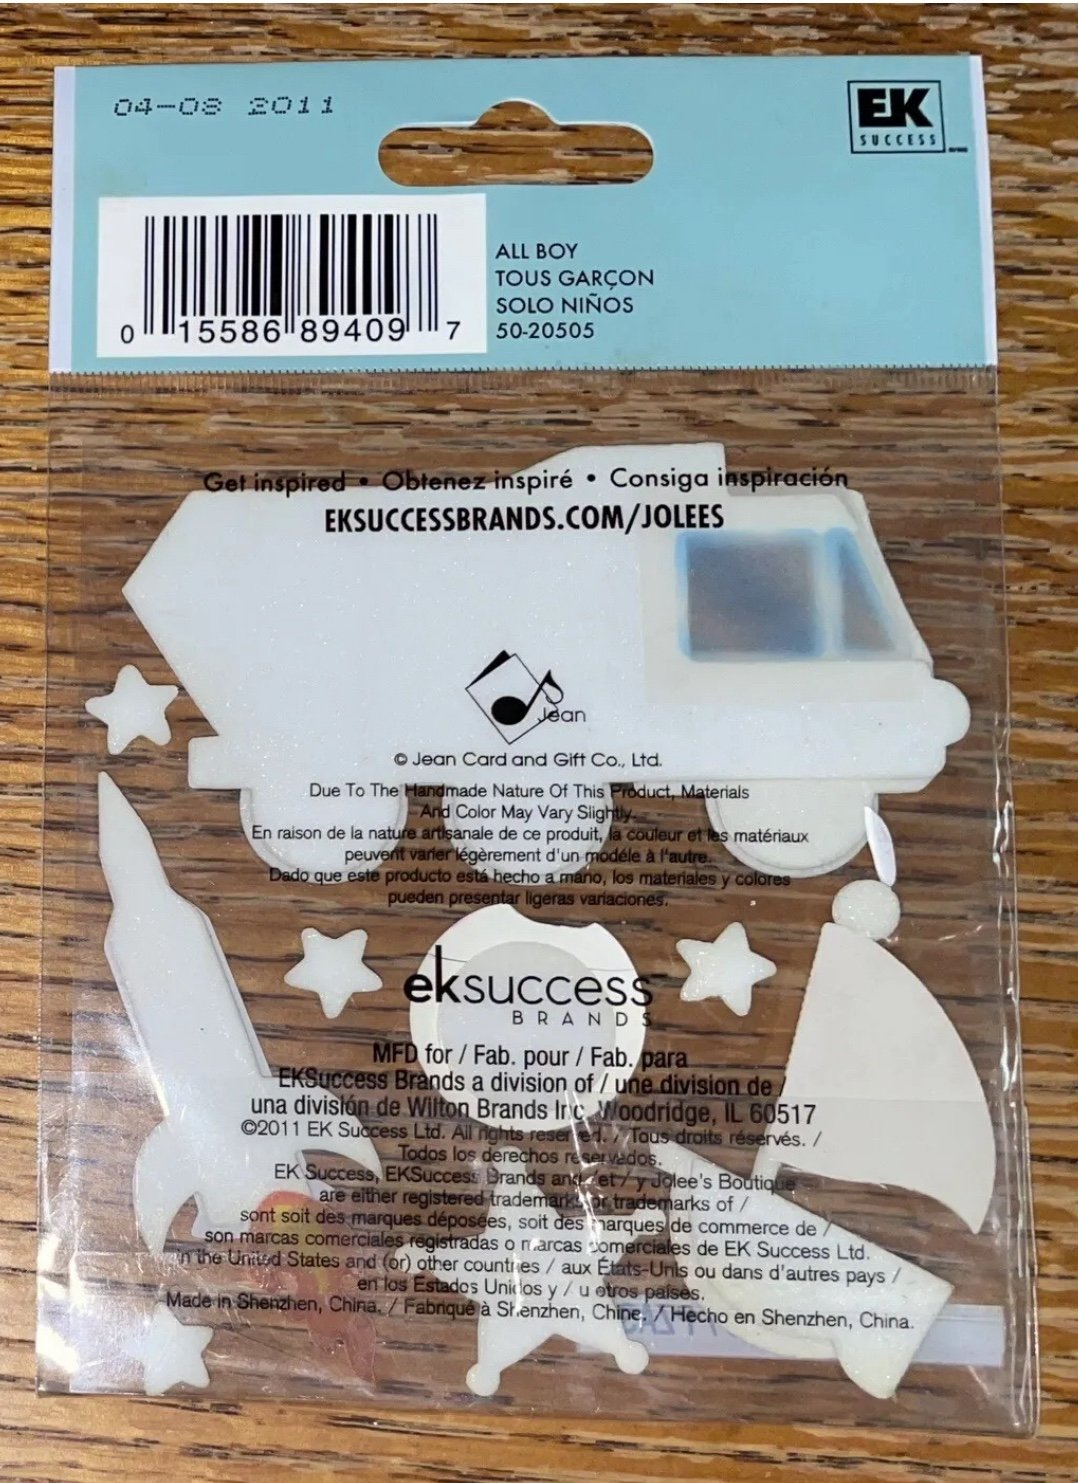 04-08 2011
EK
SUCCESS
ALL BOY
TOUS GARÇON
SOLO NIÑOS
50-20505
0 15586 89409 7
Get inspired • Obtenez inspiré • Consiga inspiración
EKSUCCESSBRANDS.COM/JOLEES
Jean
© Jean Card and Gift Co., Ltd.
Due To The Handmade Nature Of This Product, Materials
And Color May Vary Slightly.
En raison de la nature artisanale de ce produit, la couleur et les matériaux
peuvent varier légèrement d'un modéle à l'autre.
Dado que este producto está hecho a mano, los materiales y colores
pueden presentar ligeras variaciones.
eksuccess
BRANDS
MFD for / Fab. pour / Fab. para
EKSuccess Brands a division of / une division de /
una división de Wilton Brands Inc. Woodridge, IL 60517
©2011 EK Success Ltd. All rights reserved. / Tous droits réservés. /
Todos los derechos reservados.
EK Success, EKSuccess Brands and / et / y Jolee's Boutique
are either registered trademarks or trademarks of /
sont soit des marques déposées, soit des marques de commerce de /
son marcas comerciales registradas o marcas comerciales de EK Success Ltd.
in the United States and (or) other countries / aux États-Unis ou dans d'autres pays /
en los Estados Unidos y / u otros países.
Made in Shenzhen, China. / Fabriqué à Shenzhen, Chine. / Hecho en Shenzhen, China.